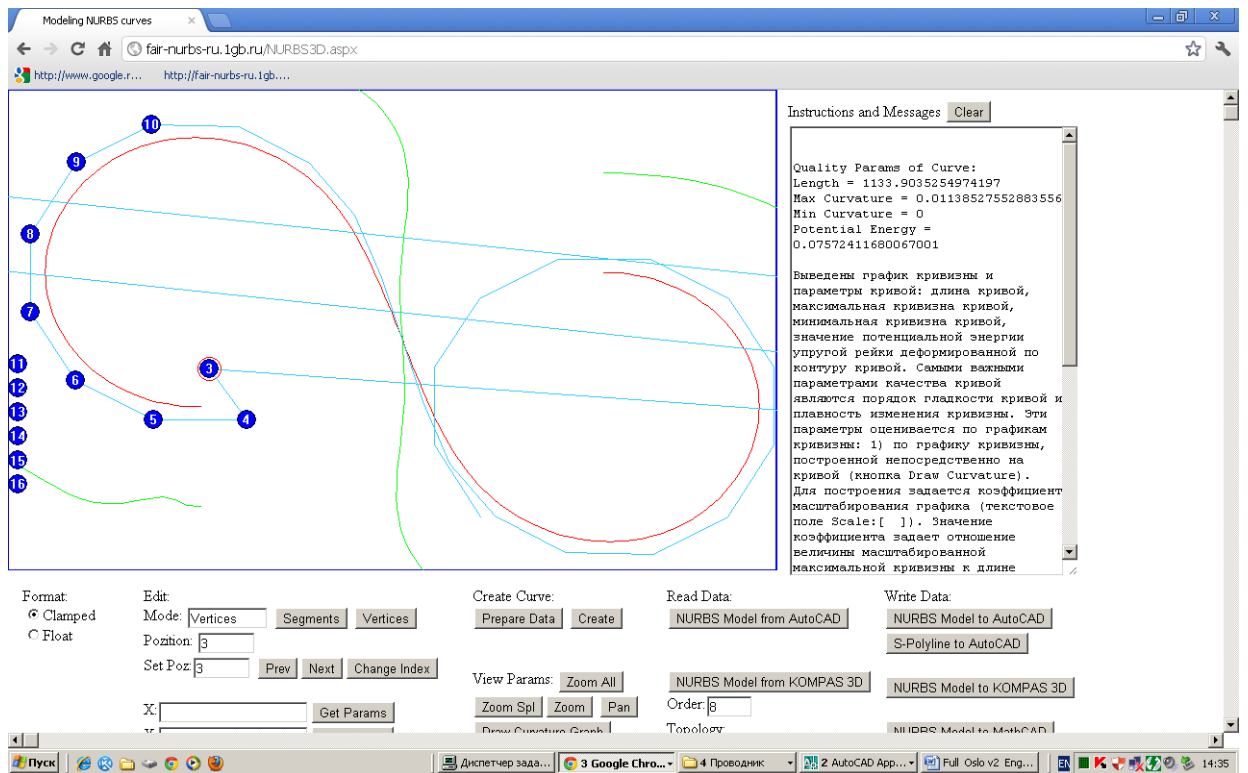 Modeling NURBS curves
fair-nurbs-ru.1gb.ru/NURBS3D.aspx
http://www.google.r... http://fair-nurbs-ru.1gb....
Instructions and Messages Clear
Quality Params of Curve:
Length = 1133.9035254974197
Max Curvature = 0.01138527552883556
Min Curvature = 0
Potential Energy =
0.07572411680067001
Выведены график кривизны и
параметры кривой: длина кривой,
максимальная кривизна кривой,
минимальная кривизна кривой,
значение потенциальной энергии
упругой рейки деформированной по
контуру кривой. Самыми важными
параметрами качества кривой
являются порядок гладкости кривой и
плавность изменения кривизны. Эти
параметры оценивается по графикам
кривизны: 1) по графику кривизны,
построенной непосредственно на
кривой (кнопка Draw Curvature).
Для построения задается коэффициент
масштабирования графика (текстовое
поле Scale:[ ]). Значение
коэффициента задает отношение
величины масштабированной
максимальной кривизны к длине
10
9
8
7
11
3
6
12
13
5 4
14
15
16
Format: Edit: Create Curve: Read Data: Write Data:
Clamped Mode: Vertices Segments Vertices Prepare Data Create NURBS Model from AutoCAD NURBS Model to AutoCAD
Float Pozition: 3 S-Polyline to AutoCAD
Set Poz: 3 Prev Next Change Index
View Params: Zoom All NURBS Model from KOMPAS 3D NURBS Model to KOMPAS 3D
X: Get Params Zoom Spl Zoom Pan Order: 8
Y: Draw Curvature Graph Topology: NURBS Model to MathCAD
Пуск Диспетчер зада... 3 Google Chro... 4 Проводник 2 AutoCAD App... Full Oslo v2 Eng... EN 14:35